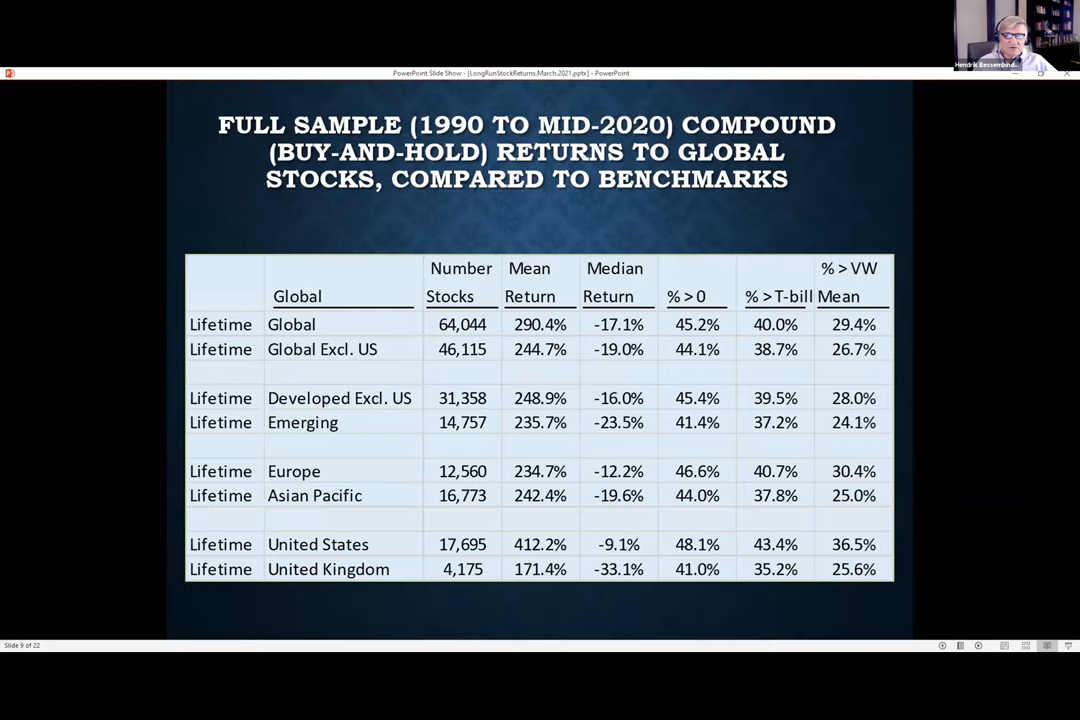 Hendrik Bessembind...
PowerPoint Slide Show - [LongRunStockReturns.March.2021.pptx] - PowerPoint
FULL SAMPLE (1990 TO MID-2020) COMPOUND
(BUY-AND-HOLD) RETURNS TO GLOBAL
STOCKS, COMPARED TO BENCHMARKS
Number Mean Median % > VW
Global Stocks Return Return % > 0 % > T-bill Mean
Lifetime Global 64,044 290.4% -17.1% 45.2% 40.0% 29.4%
Lifetime Global Excl. US 46,115 244.7% -19.0% 44.1% 38.7% 26.7%
Lifetime Developed Excl. US 31,358 248.9% -16.0% 45.4% 39.5% 28.0%
Lifetime Emerging 14,757 235.7% -23.5% 41.4% 37.2% 24.1%
Lifetime Europe 12,560 234.7% -12.2% 46.6% 40.7% 30.4%
Lifetime Asian Pacific 16,773 242.4% -19.6% 44.0% 37.8% 25.0%
Lifetime United States 17,695 412.2% -9.1% 48.1% 43.4% 36.5%
Lifetime United Kingdom 4,175 171.4% -33.1% 41.0% 35.2% 25.6%
Slide 9 of 22